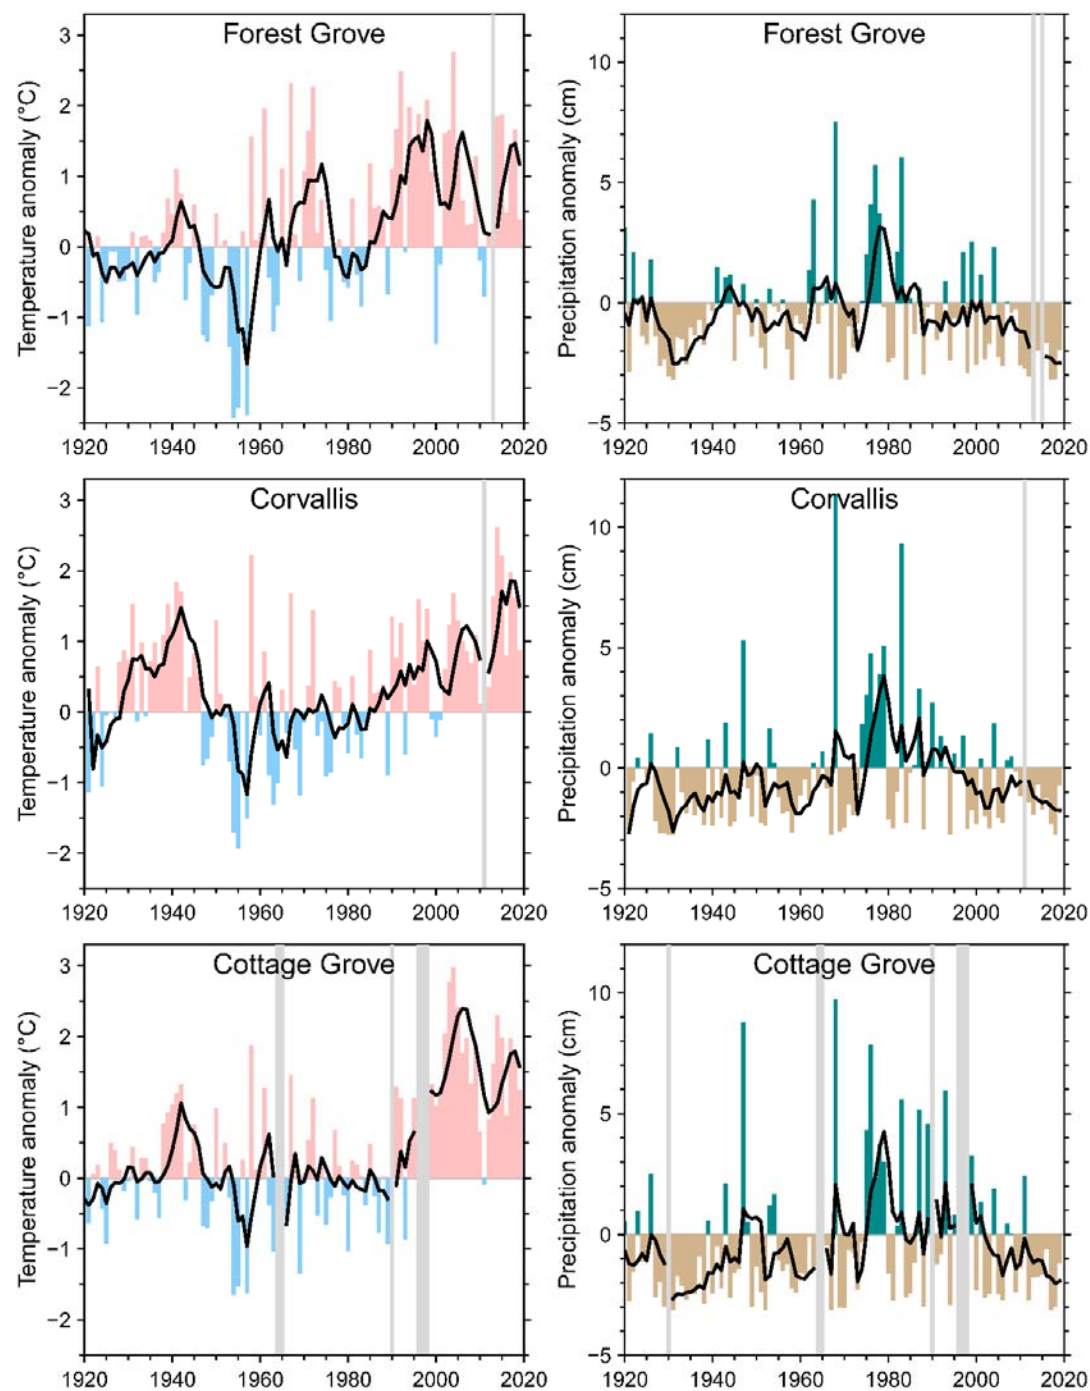 Forest Grove
Temperature anomaly (°C)
3
2
1
0
−1
−2
1920 1940 1960 1980 2000 2020
Forest Grove
Precipitation anomaly (cm)
10
5
0
−5
1920 1940 1960 1980 2000 2020
Corvallis
Temperature anomaly (°C)
3
2
1
0
−1
−2
1920 1940 1960 1980 2000 2020
Corvallis
Precipitation anomaly (cm)
10
5
0
−5
1920 1940 1960 1980 2000 2020
Cottage Grove
Temperature anomaly (°C)
3
2
1
0
−1
−2
1920 1940 1960 1980 2000 2020
Cottage Grove
Precipitation anomaly (cm)
10
5
0
−5
1920 1940 1960 1980 2000 2020